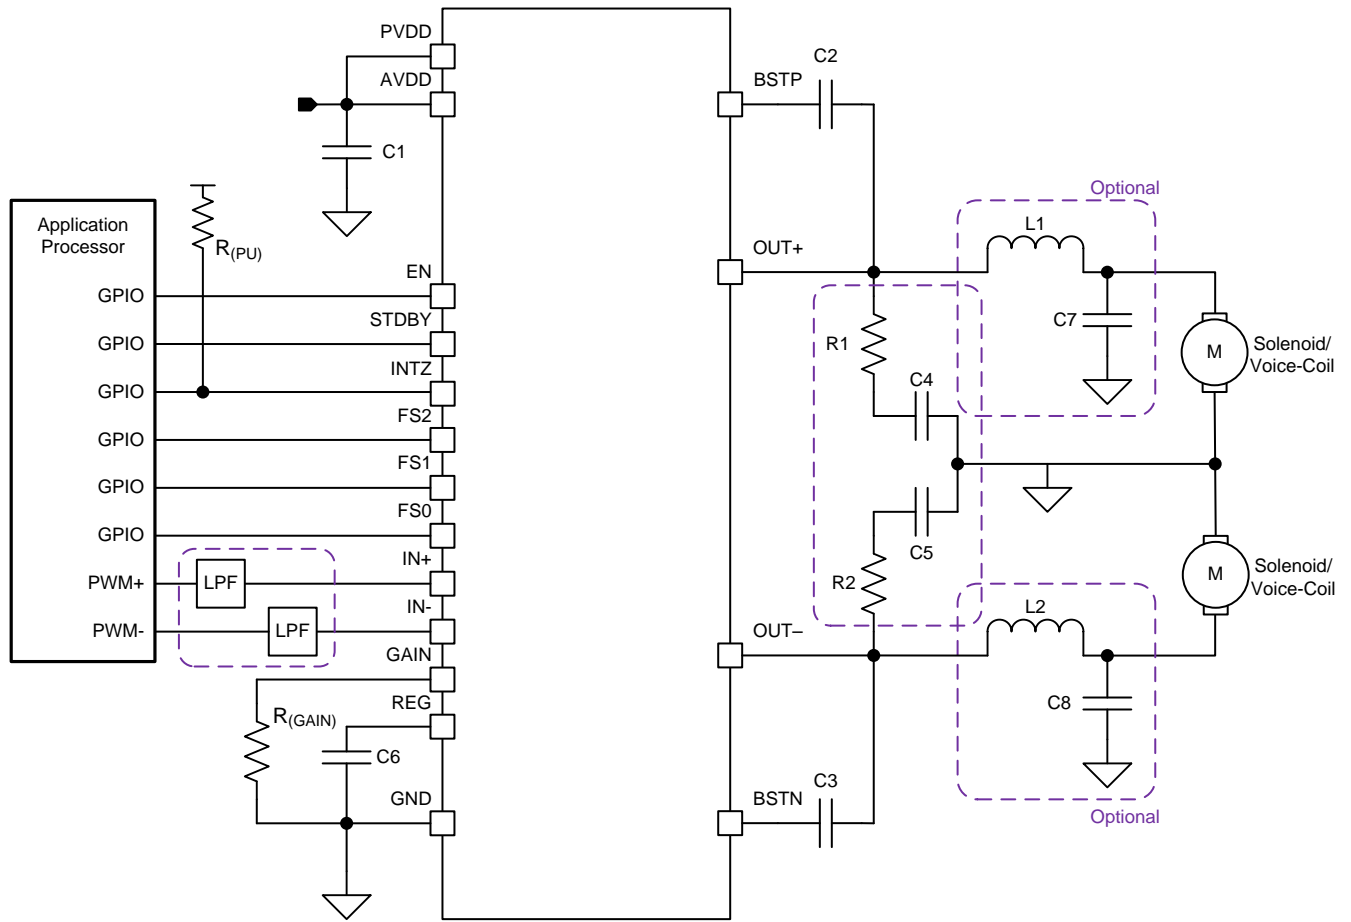 PVDD
AVDD
C1
C2
BSTP
Optional
Application
Processor
R(PU)
L1
OUT+
EN
GPIO
STDBY
GPIO
C7
R1
M
Solenoid/
Voice-Coil
INTZ
GPIO
C4
FS2
GPIO
FS1
GPIO
FS0
GPIO
C5
IN+
PWM+
LPF
R2
M
Solenoid/
Voice-Coil
IN-
PWM-
LPF
L2
OUT–
GAIN
REG
R(GAIN)
C8
C6
C3
GND
BSTN
Optional